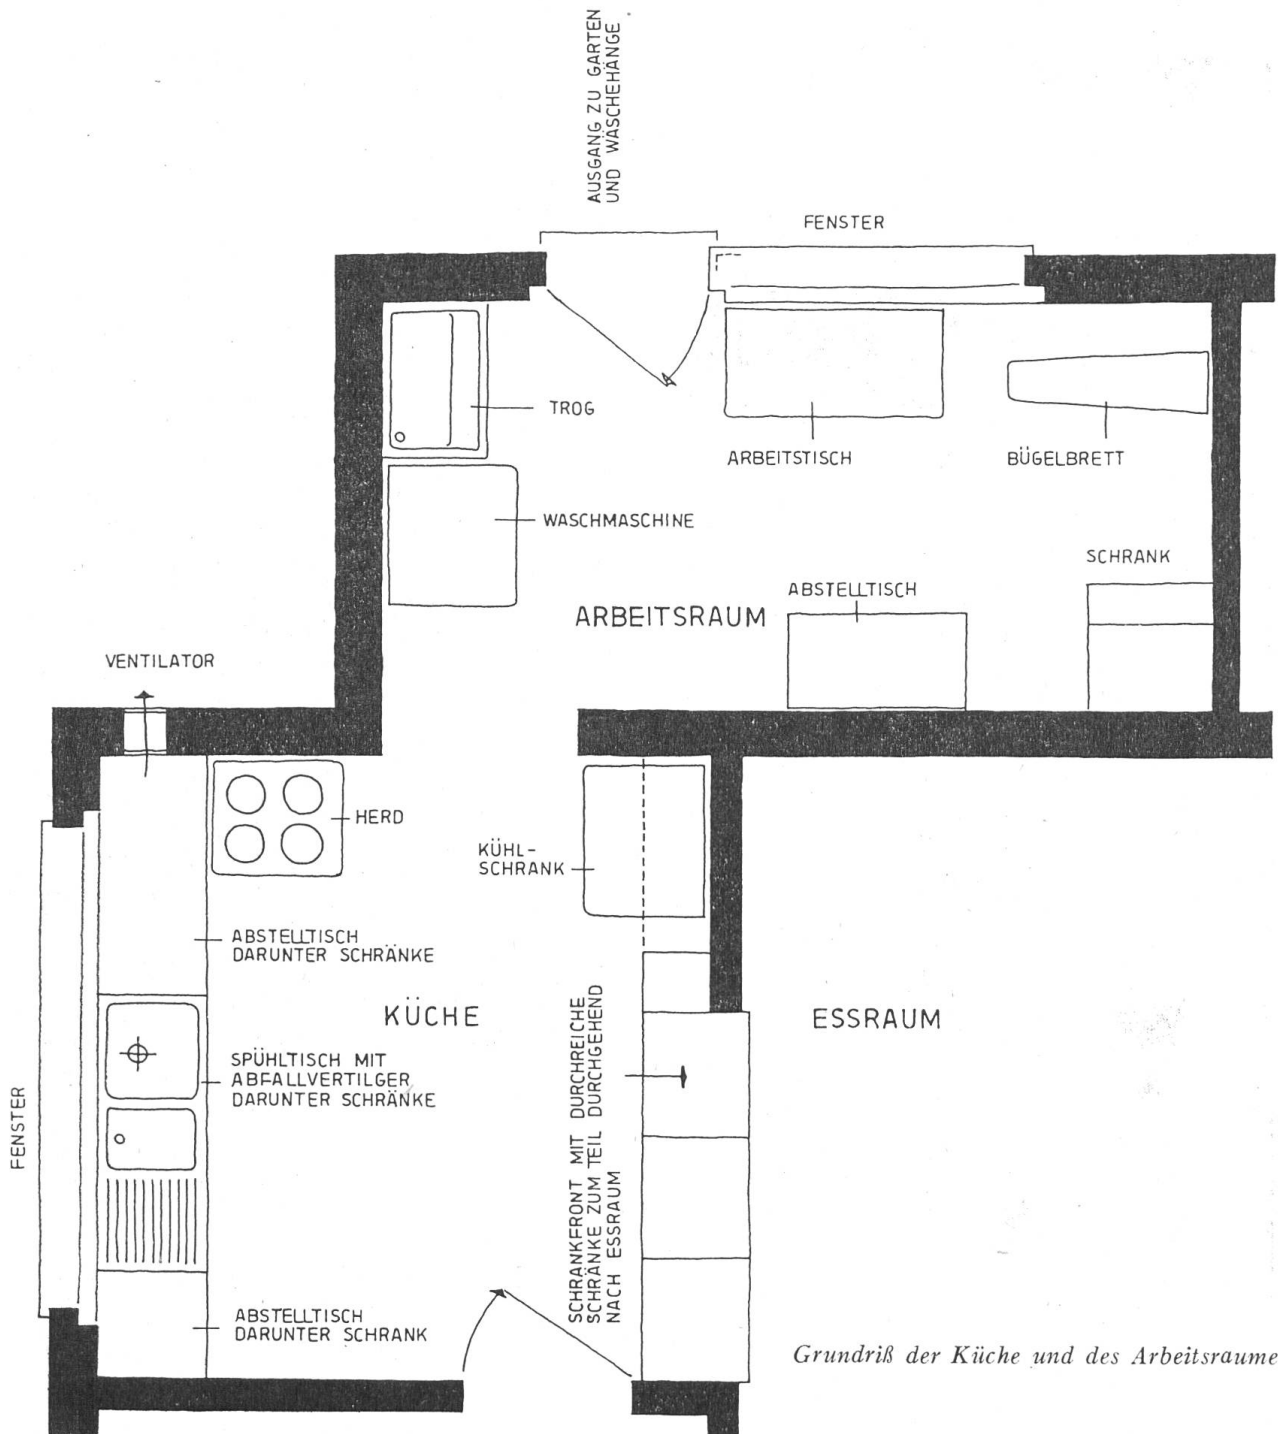 AUSGANG ZU GARTEN
UND WÄSCHEHÄNGE
FENSTER
TROG
ARBEITSTISCH
BÜGELBRETT
WASCHMASCHINE
SCHRANK
ABSTELLTISCH
ARBEITSRAUM
VENTILATOR
HERD
KÜHL-
SCHRANK
ABSTELLTISCH
DARUNTER SCHRÄNKE
KÜCHE
ESSRAUM
SPÜHLTISCH MIT
ABFALLVERTILGER
DARUNTER SCHRÄNKE
FENSTER
SCHRANKFRONT MIT DURCHREICHE
SCHRÄNKE ZUM TEIL DURCHGEHEND
NACH ESSRAUM
ABSTELLTISCH
DARUNTER SCHRANK
Grundriß der Küche und des Arbeitsraume